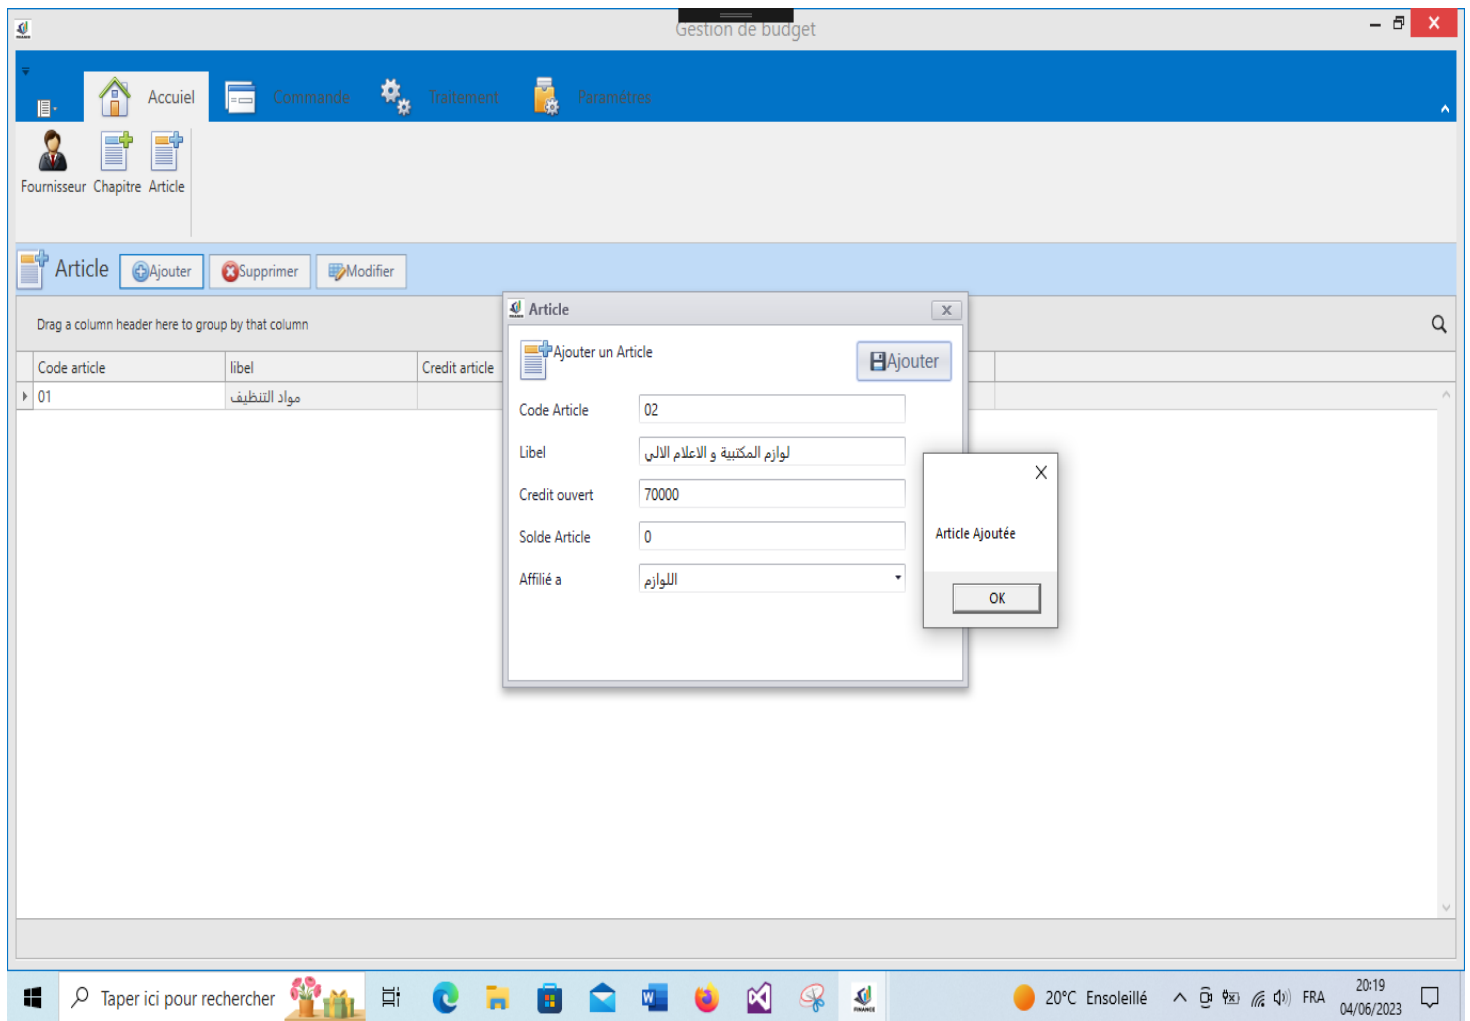 Gestion de budget
Accuiel
Commande
Traitement
Paramétres
Fournisseur
Chapitre
Article
Article
Ajouter
Supprimer
Modifier
Drag a column header here to group by that column
Code article
libel
Credit article
01
مواد التنظيف
Article
Ajouter un Article
Ajouter
Code Article
02
Libel
لوازم المكتبية و الاعلام الالي
Credit ouvert
70000
Solde Article
0
Affilié a
اللوازم
Article Ajoutée
OK
Taper ici pour rechercher
20°C Ensoleillé
FRA
20:19
04/06/2023